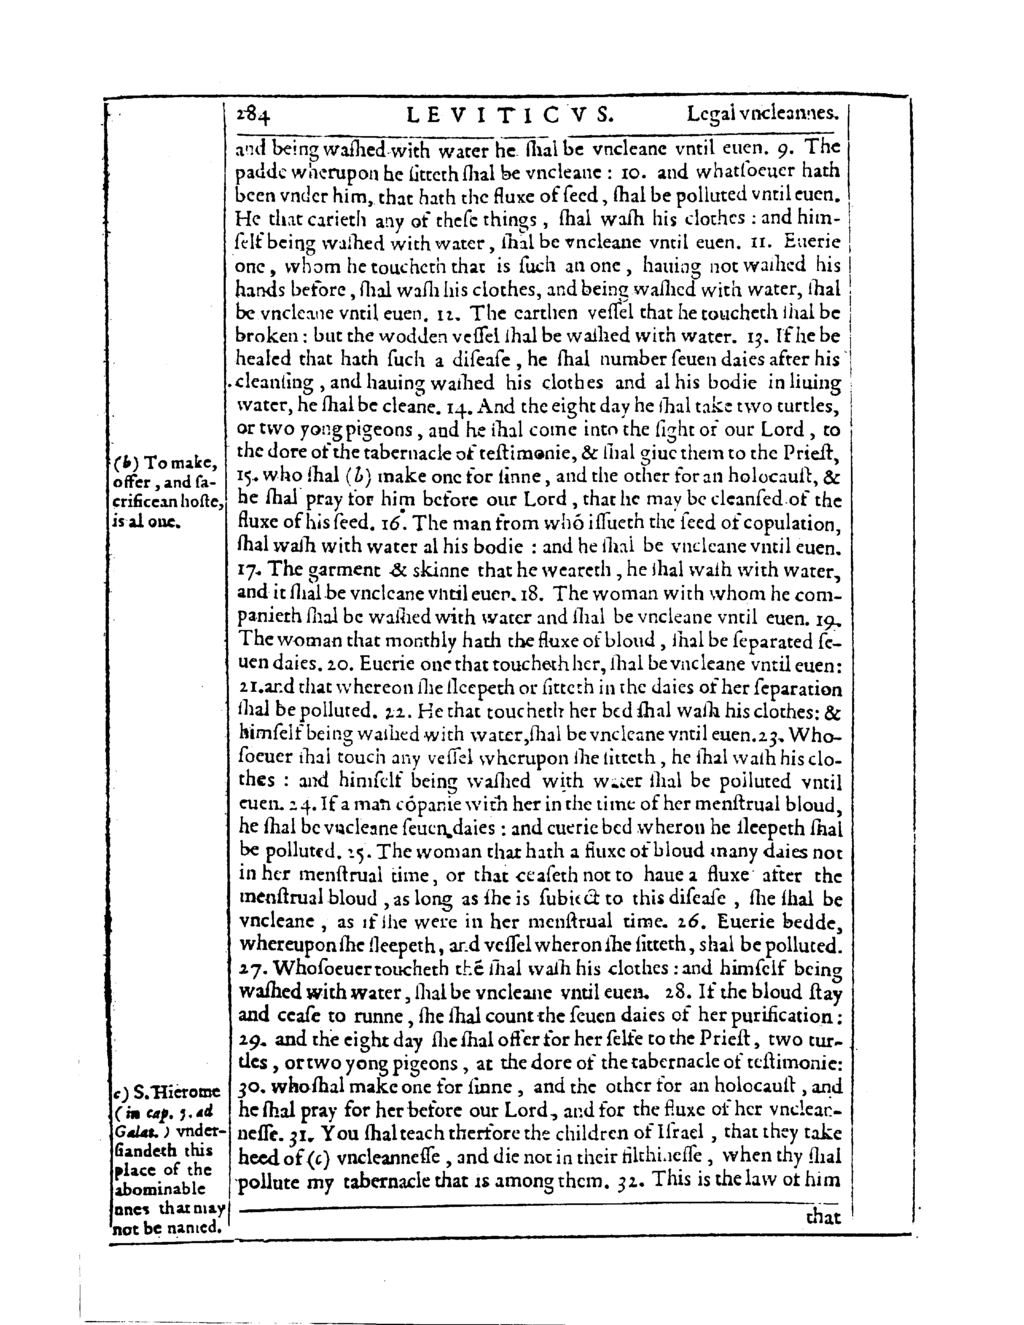 284 LEVITICVS. Legal vncleannes.
and being waſhed with water he ſhal be vncleane vntil euen. 9. The
padde wherupon he ſitteth ſhal be vncleane : 10. and whatſoeuer hath
been vnder him, that hath the fluxe of ſeed, ſhal be polluted vntil euen.
He that carieth any of theſe things, ſhal waſh his clothes : and him-
ſelf being waſhed with water, ſhal be vncleane vntil euen. 11. Euerie
one, whom he toucheth that is ſuch an one, hauing not waſhed his
hands before, ſhal waſh his clothes, and being waſhed with water, ſhal
be vncleane vntil euen. 12. The earthen veſſel that he toucheth ſhal be
broken : but the wodden veſſel ſhal be waſhed with water. 13. If he be
healed that hath ſuch a diſeaſe, he ſhal number ſeuen daies after his
cleanſing, and hauing waſhed his clothes and al his bodie in liuing
water, he ſhal be cleane. 14. And the eight day he ſhal take two turtles,
or two yong pigeons, and he ſhal come into the ſight of our Lord, to
the dore of the tabernacle of teſtimonie, & ſhal giue them to the Prieſt,
15. who ſhal (b) make one for ſinne, and the other for an holocauſt, &
he ſhal pray for him before our Lord, that he may be cleanſed of the
fluxe of his ſeed. 16. The man from whō iſſueth the ſeed of copulation,
ſhal waſh with water al his bodie : and he ſhal be vncleane vntil euen.
17. The garment & skinne that he weareth, he ſhal waſh with water,
and it ſhal be vncleane vntil euen. 18. The woman with whom he com-
panieth ſhal be waſhed with water and ſhal be vncleane vntil euen. 19.
The woman that monthly hath the fluxe of bloud, ſhal be ſeparated ſe-
uen daies. 20. Euerie one that toucheth her, ſhal be vncleane vntil euen:
21. and that whereon ſhe ſleepeth or ſitteth in the daies of her ſeparation
ſhal be polluted. 22. He that toucheth her bed ſhal waſh his clothes: &
himſelf being waſhed with water, ſhal be vncleane vntil euen. 23. Who-
ſoeuer ſhal touch any veſſel wherupon ſhe ſitteth, he ſhal waſh his clo-
thes : and himſelf being waſhed with water ſhal be polluted vntil
euen. 24. If a man cōpanie with her in the time of her menſtrual bloud,
he ſhal be vncleane ſeuen daies : and euerie bed wheron he ſleepeth ſhal
be polluted. 25. The woman that hath a fluxe of bloud many daies not
in her menſtrual time, or that ceaſeth not to haue a fluxe after the
menſtrual bloud, as long as ſhe is ſubiect to this diſeaſe, ſhe ſhal be
vncleane, as if ſhe were in her menſtrual time. 26. Euerie bedde,
whereupon ſhe ſleepeth, and veſſel wheron ſhe ſitteth, shal be polluted.
27. Whoſoeuer toucheth thē ſhal waſh his clothes : and himſelf being
waſhed with water, ſhal be vncleane vntil euen. 28. If the bloud ſtay
and ceaſe to runne, ſhe ſhal count the ſeuen daies of her purification :
29. and the eight day ſhe ſhal offer for her ſelfe to the Prieſt, two tur-
tles, or two yong pigeons, at the dore of the tabernacle of teſtimonie:
30. who ſhal make one for ſinne, and the other for an holocauſt, and
he ſhal pray for her before our Lord, and for the fluxe of her vnclean-
neſſe. 31. You ſhal teach therfore the children of Iſrael, that they take
heed of (c) vncleanneſſe, and die not in their filthineſſe, when they ſhal
pollute my tabernacle that is among them. 32. This is the law of him
that
(b) To make,
offer, and ſa-
crifice an hoſte,
is al one.
c) S. Hierome
(in cap. 5. ad
Galat.) vnder-
ſtandeth this
place of the
abominable
ones that may
not be named.